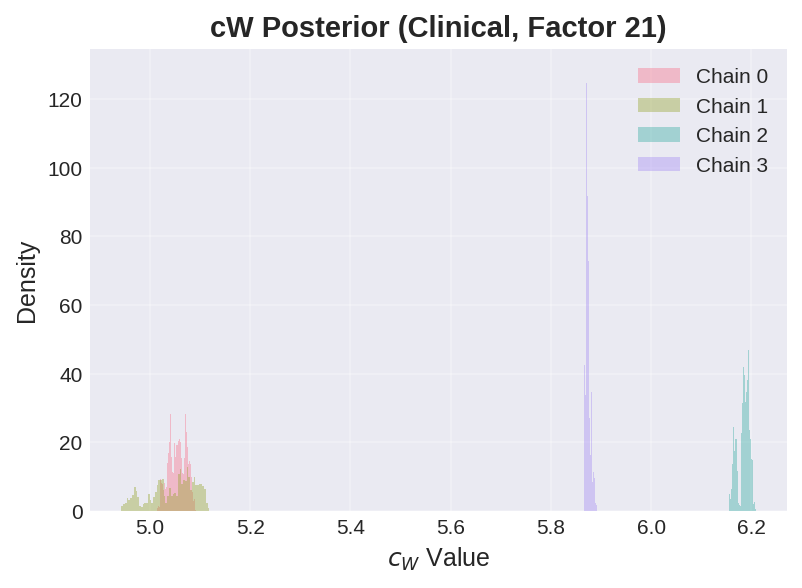 cW Posterior (Clinical, Factor 21)
Chain 0
Chain 1
Chain 2
Chain 3
Density
120
100
80
60
40
20
0
5.0 5.2 5.4 5.6 5.8 6.0 6.2
c_W Value